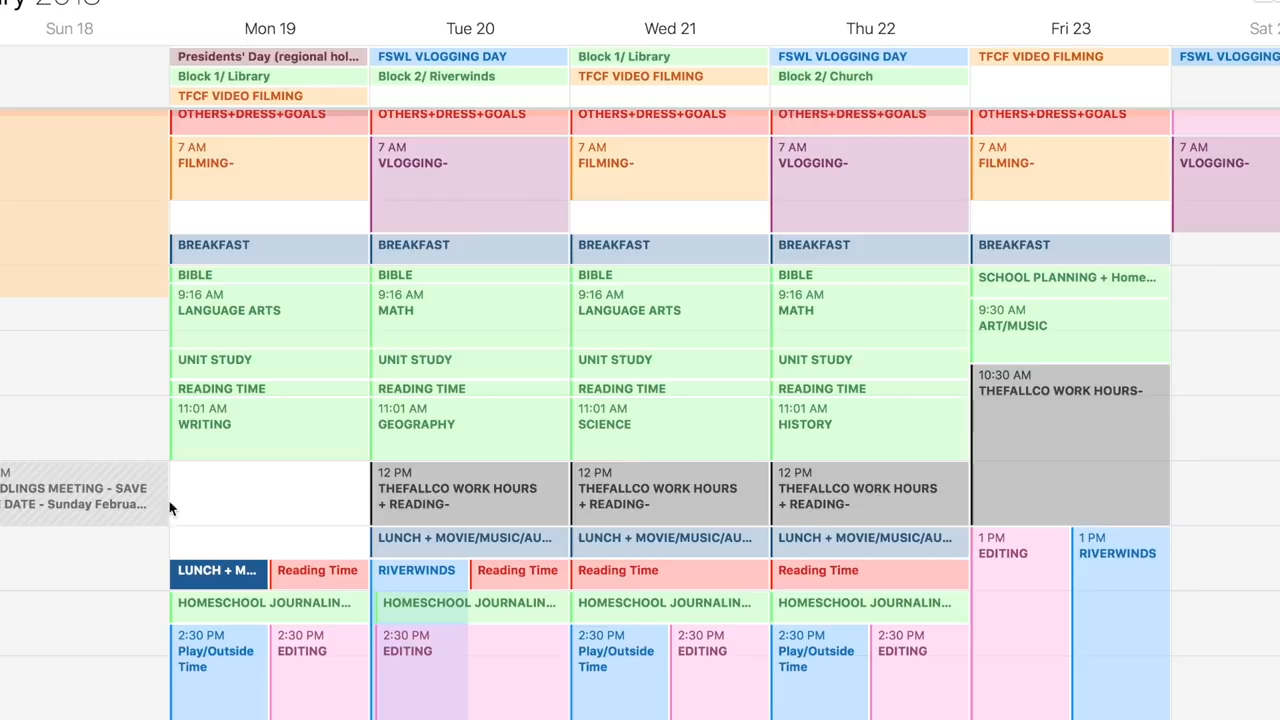 Sun 18
Mon 19
Tue 20
Wed 21
Thu 22
Fri 23
Presidents' Day (regional hol...
FSWL VLOGGING DAY
Block 1/ Library
FSWL VLOGGING DAY
TFCF VIDEO FILMING
FSWL VLOGGING
Block 1/ Library
Block 2/ Riverwinds
TFCF VIDEO FILMING
Block 2/ Church
TFCF VIDEO FILMING
OTHERS+DRESS+GOALS
OTHERS+DRESS+GOALS
OTHERS+DRESS+GOALS
OTHERS+DRESS+GOALS
OTHERS+DRESS+GOALS
7 AM
FILMING-
7 AM
VLOGGING-
7 AM
FILMING-
7 AM
VLOGGING-
7 AM
FILMING-
7 AM
VLOGGING-
BREAKFAST
BREAKFAST
BREAKFAST
BREAKFAST
BREAKFAST
BIBLE
BIBLE
BIBLE
BIBLE
SCHOOL PLANNING + Home...
9:16 AM
LANGUAGE ARTS
9:16 AM
MATH
9:16 AM
LANGUAGE ARTS
9:16 AM
MATH
9:30 AM
ART/MUSIC
UNIT STUDY
UNIT STUDY
UNIT STUDY
UNIT STUDY
10:30 AM
THEFALLCO WORK HOURS-
READING TIME
READING TIME
READING TIME
READING TIME
11:01 AM
WRITING
11:01 AM
GEOGRAPHY
11:01 AM
SCIENCE
11:01 AM
HISTORY
M
DLINGS MEETING - SAVE
E DATE - Sunday Februa...
12 PM
THEFALLCO WORK HOURS
+ READING-
12 PM
THEFALLCO WORK HOURS
+ READING-
12 PM
THEFALLCO WORK HOURS
+ READING-
LUNCH + MOVIE/MUSIC/AU...
LUNCH + MOVIE/MUSIC/AU...
LUNCH + MOVIE/MUSIC/AU...
1 PM
EDITING
1 PM
RIVERWINDS
LUNCH + M...
Reading Time
RIVERWINDS
Reading Time
Reading Time
Reading Time
HOMESCHOOL JOURNALIN...
HOMESCHOOL JOURNALIN...
HOMESCHOOL JOURNALIN...
HOMESCHOOL JOURNALIN...
2:30 PM
Play/Outside
Time
2:30 PM
EDITING
2:30 PM
EDITING
2:30 PM
Play/Outside
Time
2:30 PM
EDITING
2:30 PM
Play/Outside
Time
2:30 PM
EDITING